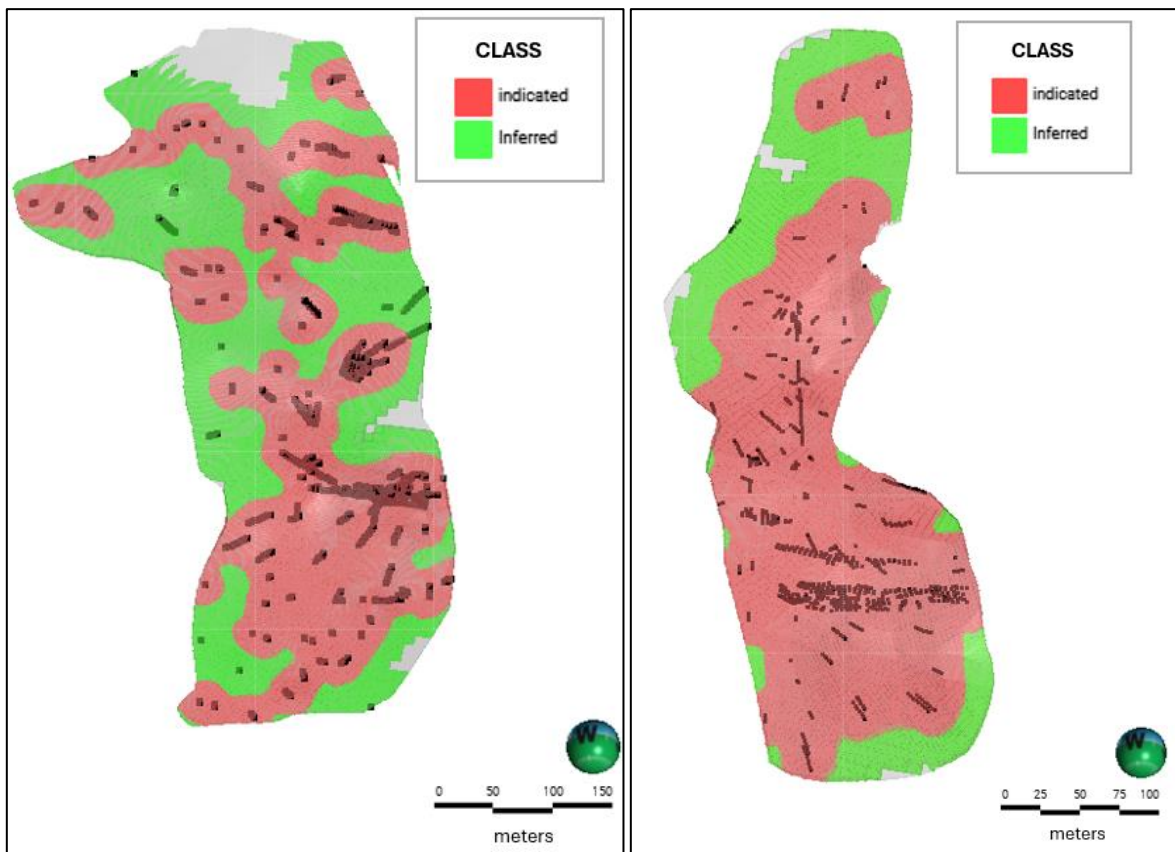 CLASS
indicated
Inferred
W
0 50 100 150
meters
CLASS
indicated
Inferred
W
0 25 50 75 100
meters